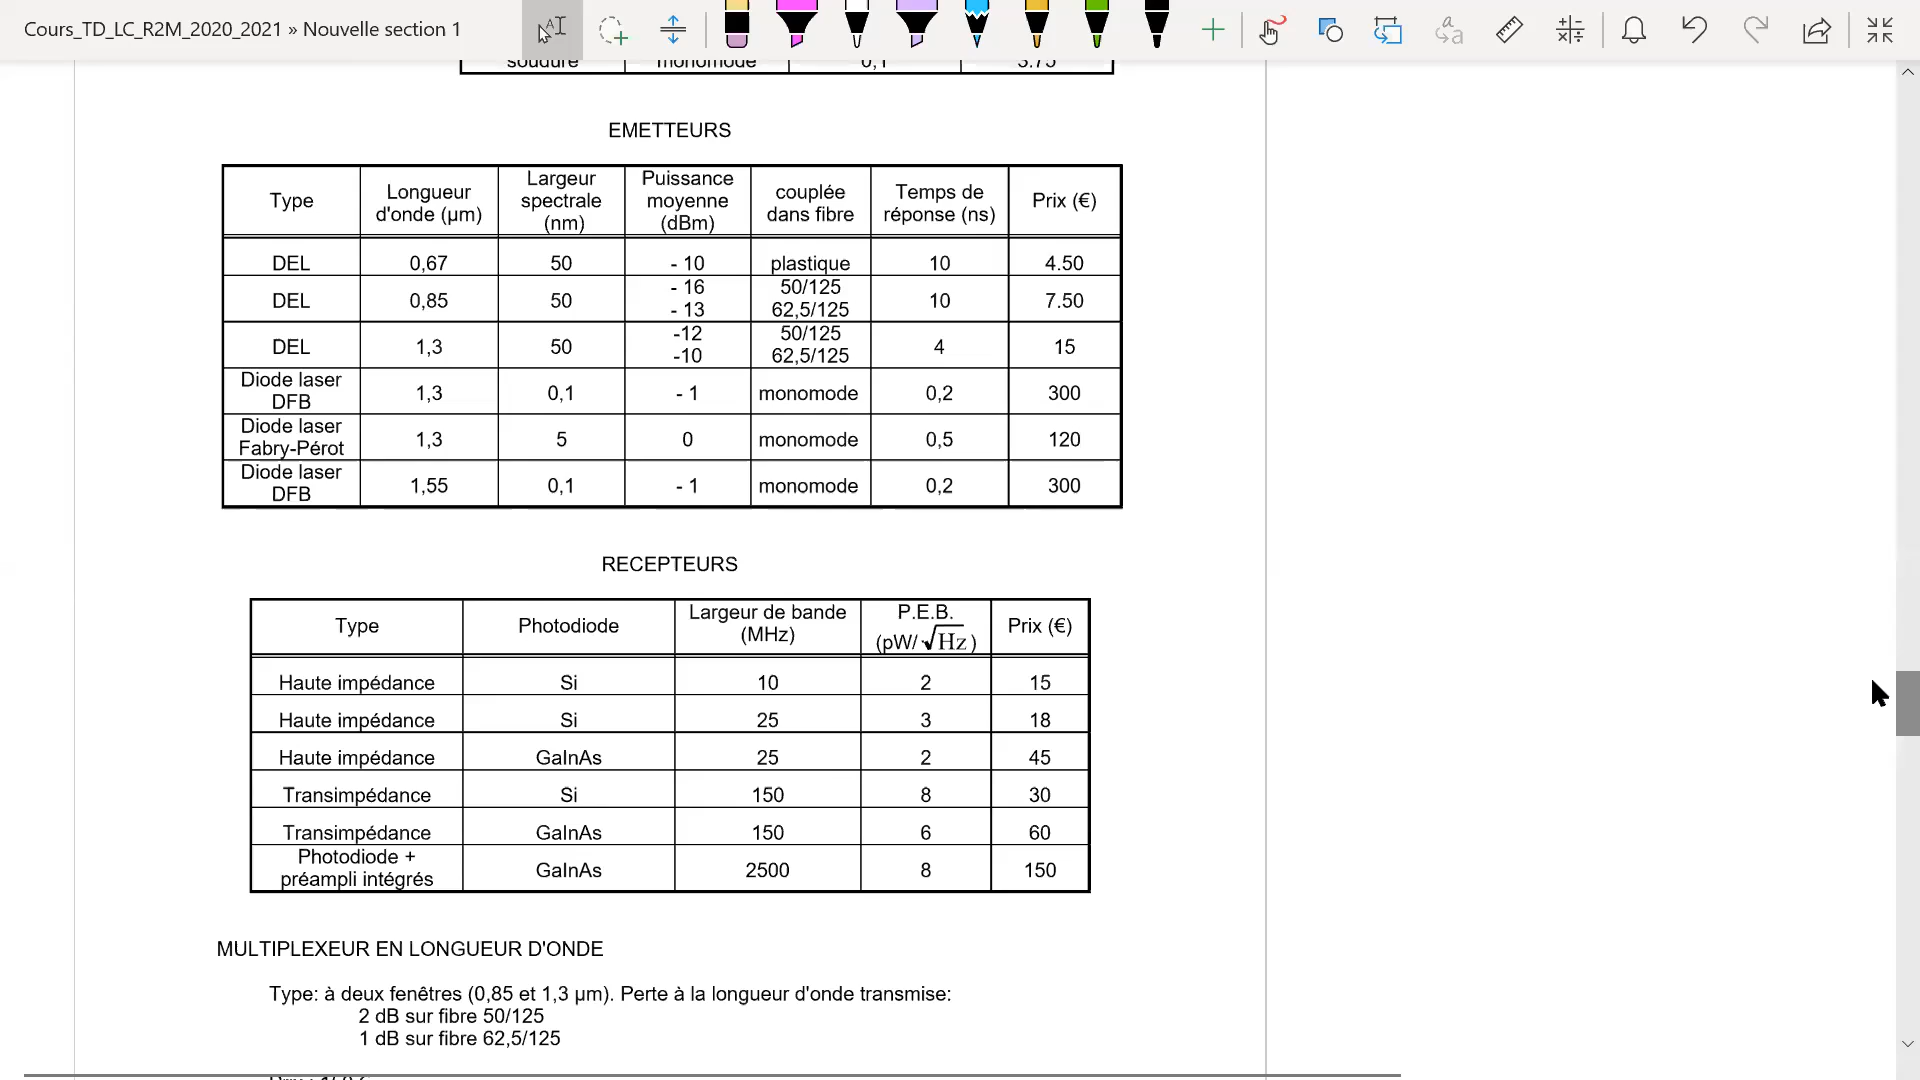 Cours_TD_LC_R2M_2020_2021 » Nouvelle section 1
soudure monomode 0,1 3.75
EMETTEURS
Type Longueur d'onde (µm) Largeur spectrale (nm) Puissance moyenne (dBm) couplée dans fibre Temps de réponse (ns) Prix (€)
DEL 0,67 50 - 10 plastique 10 4.50
DEL 0,85 50 - 16 - 13 50/125 62,5/125 10 7.50
DEL 1,3 50 -12 -10 50/125 62,5/125 4 15
Diode laser DFB 1,3 0,1 - 1 monomode 0,2 300
Diode laser Fabry-Pérot 1,3 5 0 monomode 0,5 120
Diode laser DFB 1,55 0,1 - 1 monomode 0,2 300
RECEPTEURS
Type Photodiode Largeur de bande (MHz) P.E.B. (pW/√Hz) Prix (€)
Haute impédance Si 10 2 15
Haute impédance Si 25 3 18
Haute impédance GaInAs 25 2 45
Transimpédance Si 150 8 30
Transimpédance GaInAs 150 6 60
Photodiode + préampli intégrés GaInAs 2500 8 150
MULTIPLEXEUR EN LONGUEUR D'ONDE
Type: à deux fenêtres (0,85 et 1,3 µm). Perte à la longueur d'onde transmise:
2 dB sur fibre 50/125
1 dB sur fibre 62,5/125